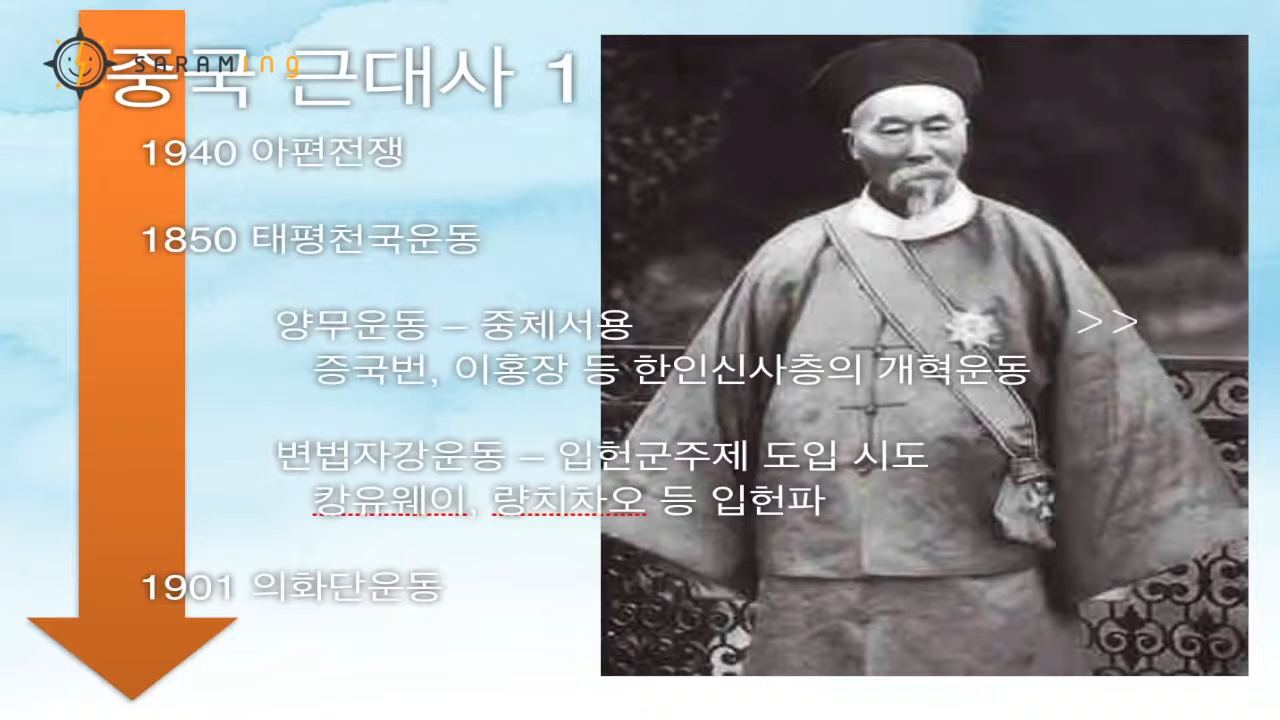 SARAMIng
중국 근대사 1
1940 아편전쟁
1850 태평천국운동
양무운동 – 중체서용
>>
증국번, 이홍장 등 한인신사층의 개혁운동
변법자강운동 – 입헌군주제 도입 시도
캉유웨이, 량치차오 등 입헌파
1901 의화단운동